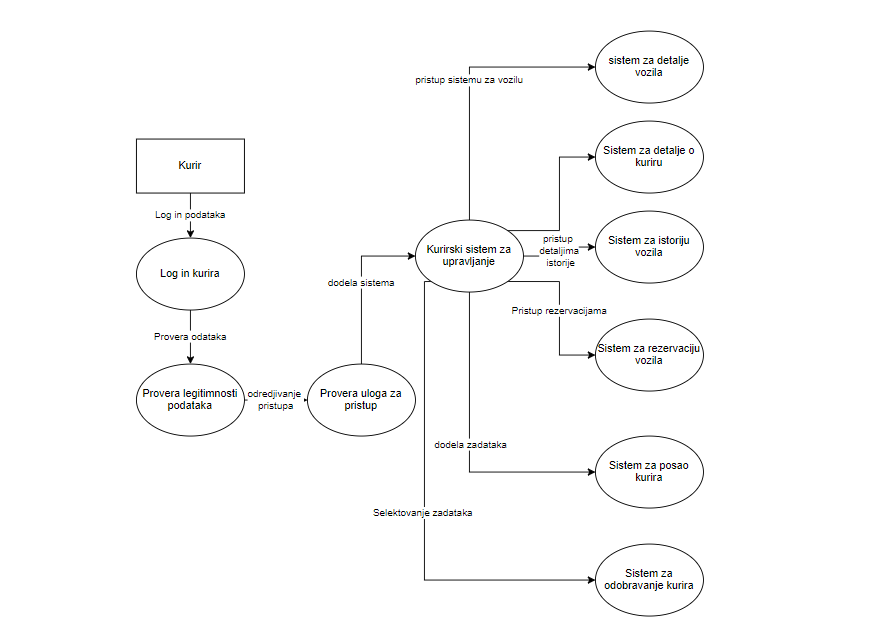 sistem za detalje
vozila
pristup sistemu za vozilu
Sistem za detalje o
kuriru
Kurir
Log in podataka
Kurirski sistem za
upravljanje
pristup
detaljima
istorije
Sistem za istoriju
vozila
Log in kurira
dodela sistema
Pristup rezervacijama
Provera odataka
Sistem za rezervaciju
vozila
Provera legitimnosti
podataka
odredjivanje
pristupa
Provera uloga za
pristup
dodela zadataka
Sistem za posao
kurira
Selektovanje zadataka
Sistem za
odobravanje kurira